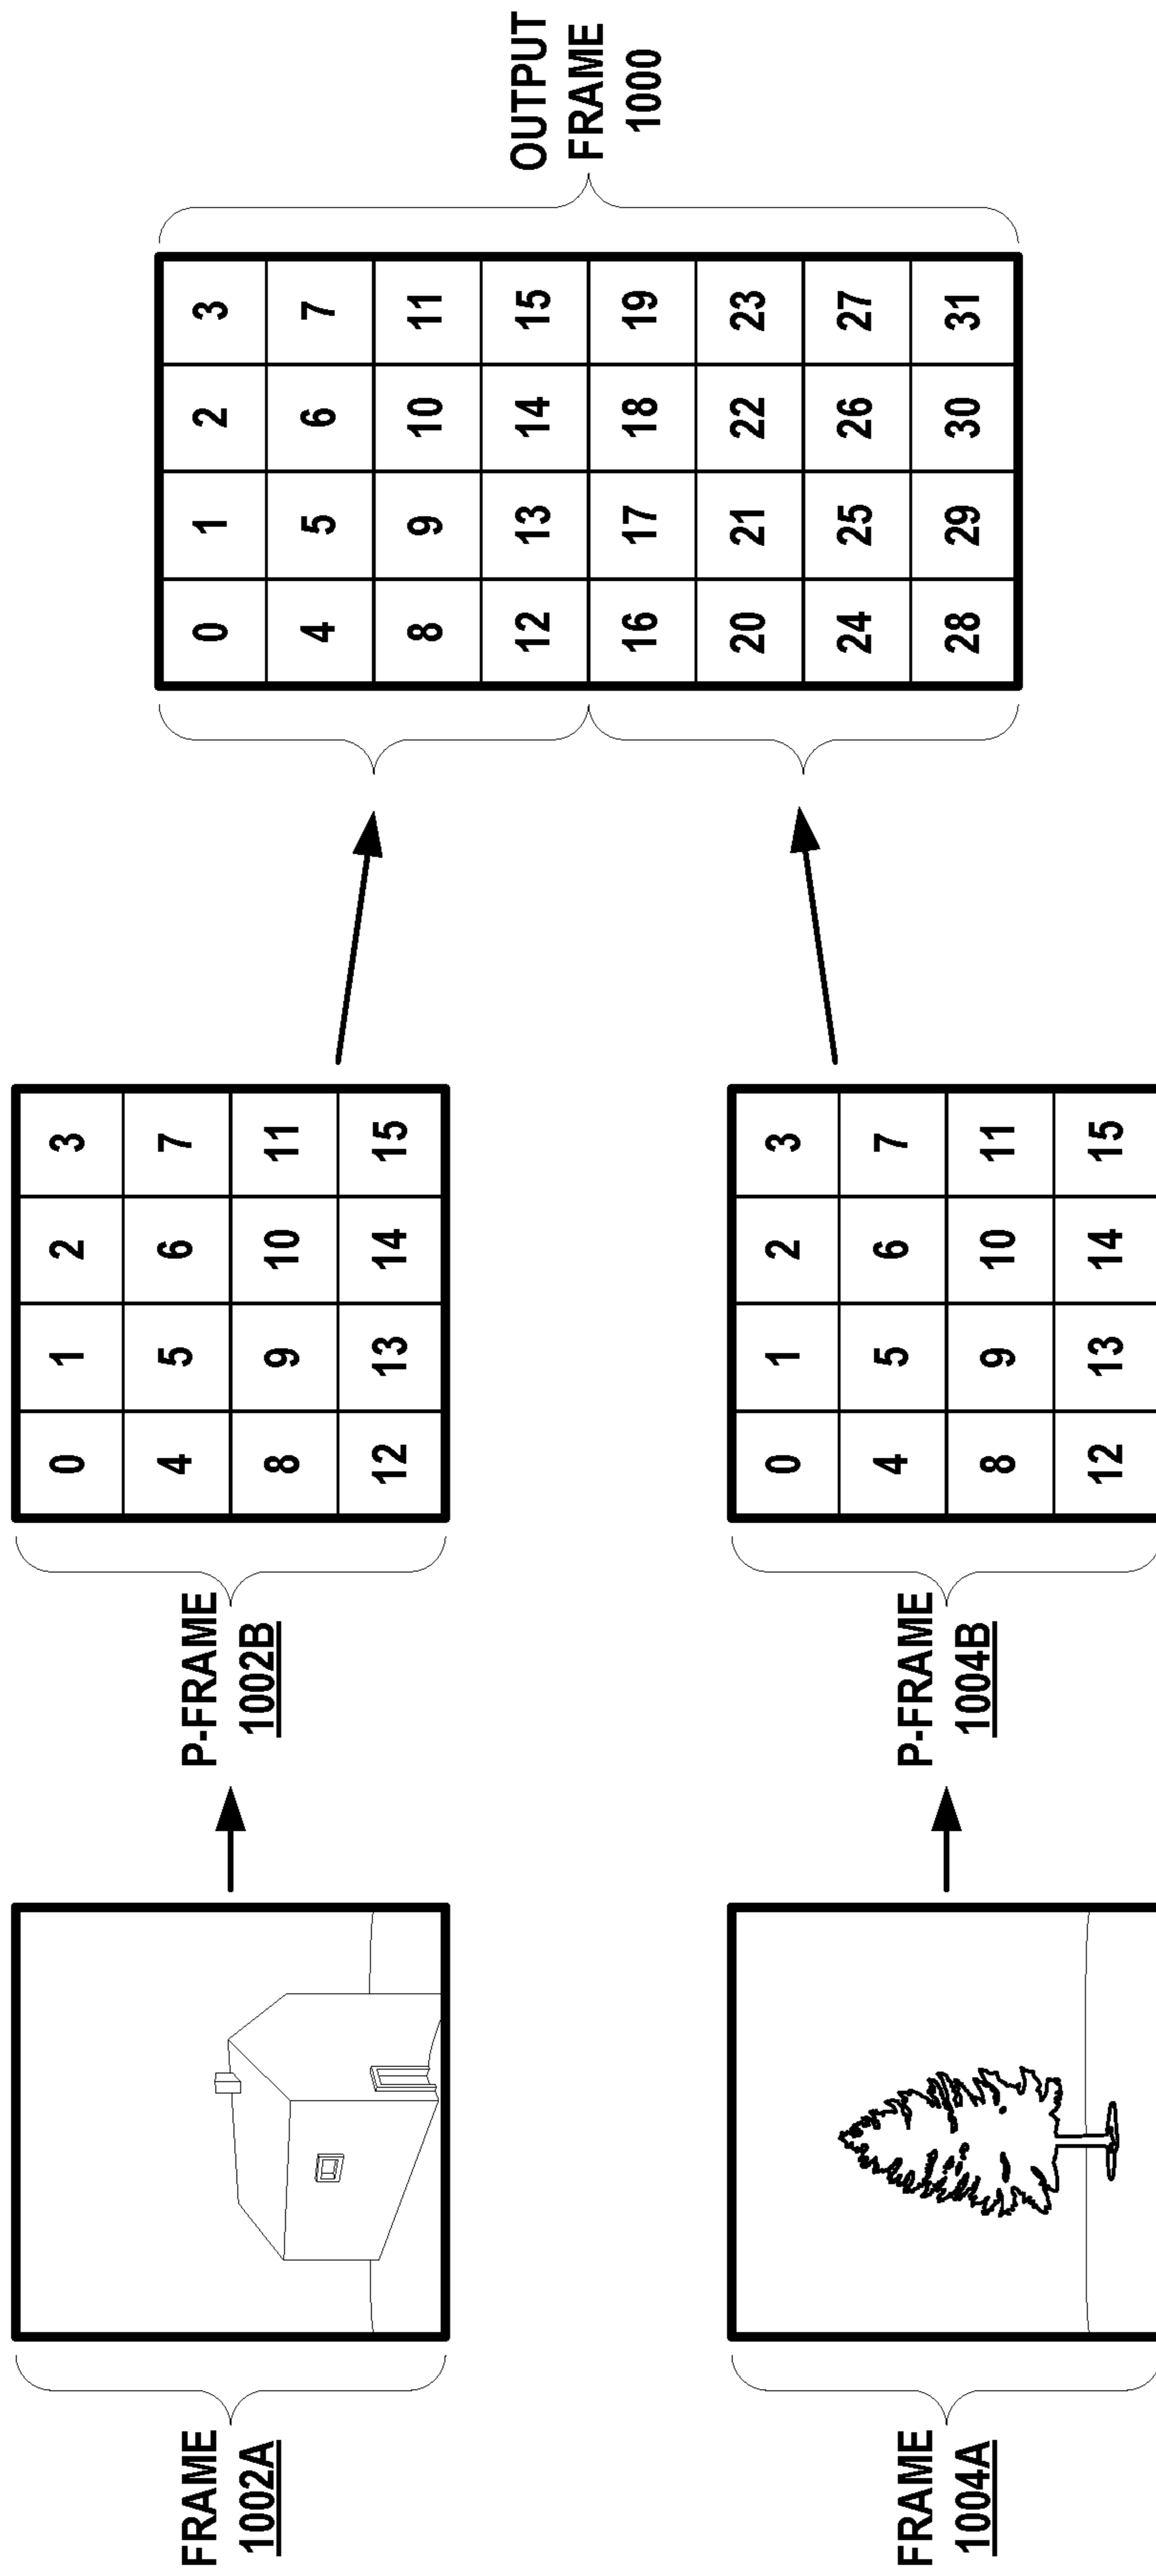 FRAME
1002A
P-FRAME
1002B
0 1 2 3
4 5 6 7
8 9 10 11
12 13 14 15
FRAME
1004A
P-FRAME
1004B
0 1 2 3
4 5 6 7
8 9 10 11
12 13 14 15
0 1 2 3
4 5 6 7
8 9 10 11
12 13 14 15
16 17 18 19
20 21 22 23
24 25 26 27
28 29 30 31
OUTPUT
FRAME
1000